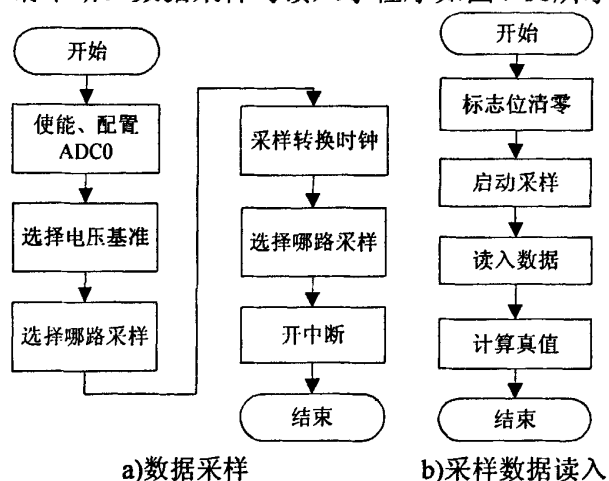 开始
使能、配置
ADC0
选择电压基准
选择哪路采样
采样转换时钟
选择哪路采样
开中断
结束
a)数据采样
开始
标志位清零
启动采样
读入数据
计算真值
结束
b)采样数据读入